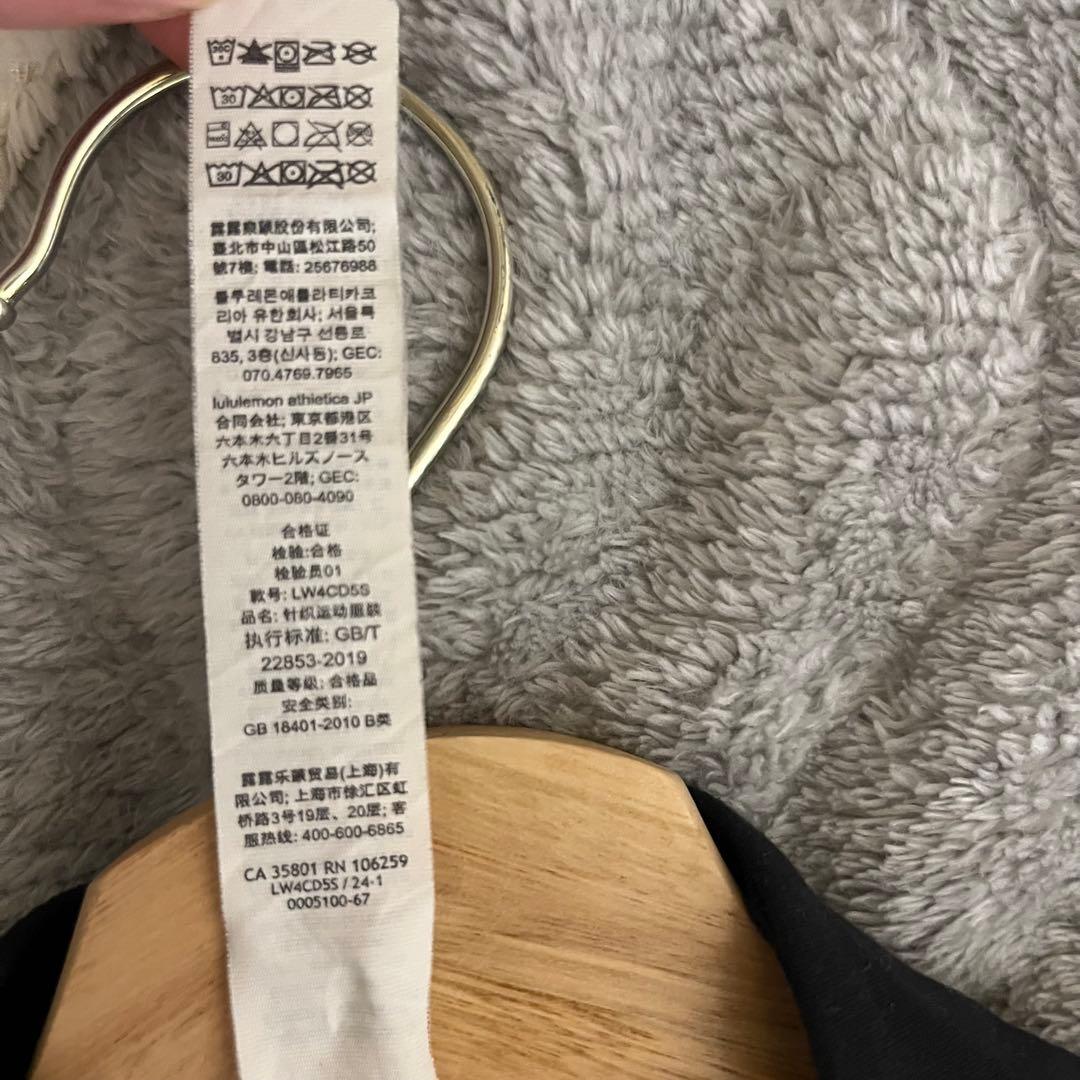 30
30
露露樂蒙股份有限公司;
臺北市中山區松江路50
號7樓; 電話: 25676988
룰루레몬애틀라티카코
리아 유한회사; 서울특
별시 강남구 선릉로
835, 3층(신사동); GEC:
070.4769.7965
lululemon athletica JP
合同会社; 東京都港区
六本木六丁目2番31号
六本木ヒルズノース
タワー2階; GEC:
0800-080-4090
合格证
检验:合格
检验员01
款号: LW4CD5S
品名: 针织运动服装
执行标准: GB/T
22853-2019
质量等级: 合格品
安全类别:
GB 18401-2010 B类
露露乐蒙贸易(上海)有
限公司; 上海市徐汇区虹
桥路3号19层、20层; 客
服热线: 400-600-6865
CA 35801 RN 106259
LW4CD5S / 24-1
0005100-67